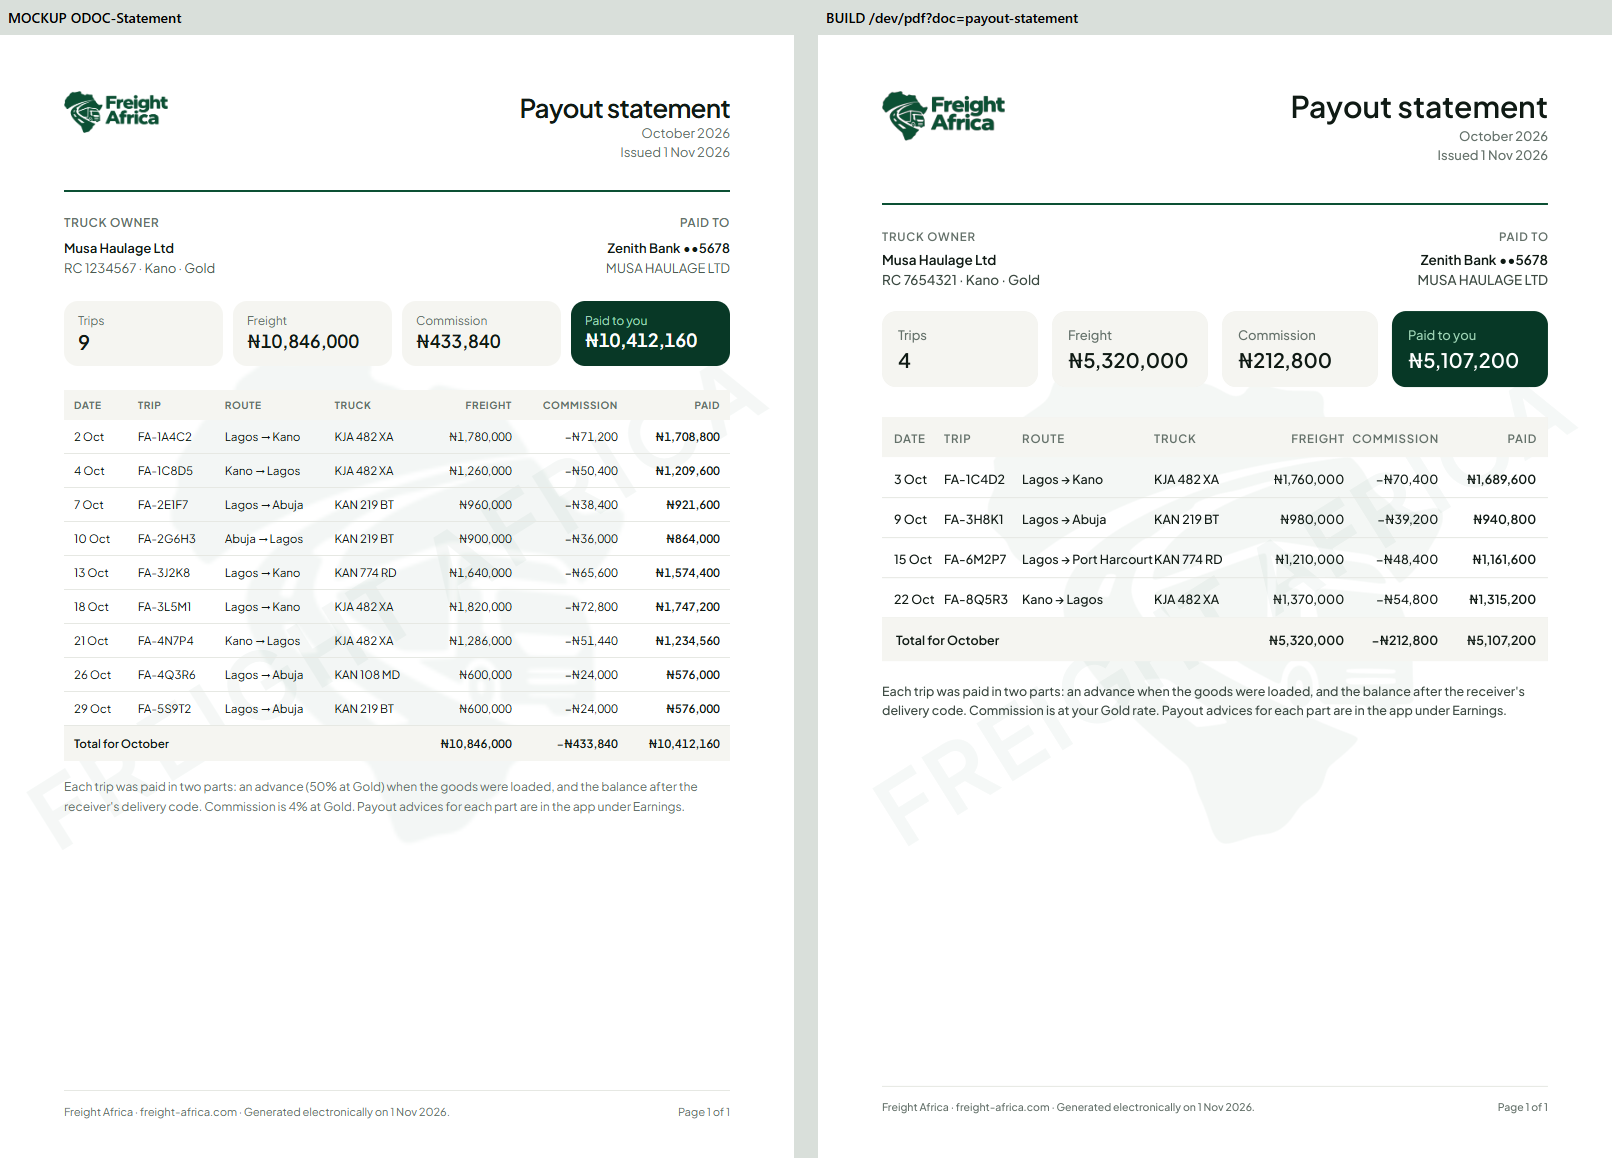 MOCKUP ODOC-Statement
Freight Africa
Payout statement
October 2026
Issued 1 Nov 2026
TRUCK OWNER PAID TO
Musa Haulage Ltd Zenith Bank ••5678
RC 1234567 · Kano · Gold MUSA HAULAGE LTD
Trips Freight Commission Paid to you
9 ₦10,846,000 ₦433,840 ₦10,412,160
DATE TRIP ROUTE TRUCK FREIGHT COMMISSION PAID
2 Oct FA-1A4C2 Lagos → Kano KJA 482 XA ₦1,780,000 −₦71,200 ₦1,708,800
4 Oct FA-1C8D5 Kano → Lagos KJA 482 XA ₦1,260,000 −₦50,400 ₦1,209,600
7 Oct FA-2E1F7 Lagos → Abuja KAN 219 BT ₦960,000 −₦38,400 ₦921,600
10 Oct FA-2G6H3 Abuja → Lagos KAN 219 BT ₦900,000 −₦36,000 ₦864,000
13 Oct FA-3J2K8 Lagos → Kano KAN 774 RD ₦1,640,000 −₦65,600 ₦1,574,400
18 Oct FA-3L5M1 Lagos → Kano KJA 482 XA ₦1,820,000 −₦72,800 ₦1,747,200
21 Oct FA-4N7P4 Kano → Lagos KJA 482 XA ₦1,286,000 −₦51,440 ₦1,234,560
26 Oct FA-4Q3R6 Lagos → Abuja KAN 108 MD ₦600,000 −₦24,000 ₦576,000
29 Oct FA-5S9T2 Lagos → Abuja KAN 219 BT ₦600,000 −₦24,000 ₦576,000
Total for October ₦10,846,000 −₦433,840 ₦10,412,160
Each trip was paid in two parts: an advance (50% at Gold) when the goods were loaded, and the balance after the
receiver's delivery code. Commission is 4% at Gold. Payout advices for each part are in the app under Earnings.
FREIGHT AFRICA
Freight Africa · freight-africa.com · Generated electronically on 1 Nov 2026. Page 1 of 1
BUILD /dev/pdf?doc=payout-statement
Freight Africa
Payout statement
October 2026
Issued 1 Nov 2026
TRUCK OWNER PAID TO
Musa Haulage Ltd Zenith Bank ••5678
RC 7654321 · Kano · Gold MUSA HAULAGE LTD
Trips Freight Commission Paid to you
4 ₦5,320,000 ₦212,800 ₦5,107,200
DATE TRIP ROUTE TRUCK FREIGHT COMMISSION PAID
3 Oct FA-1C4D2 Lagos → Kano KJA 482 XA ₦1,760,000 −₦70,400 ₦1,689,600
9 Oct FA-3H8K1 Lagos → Abuja KAN 219 BT ₦980,000 −₦39,200 ₦940,800
15 Oct FA-6M2P7 Lagos → Port Harcourt KAN 774 RD ₦1,210,000 −₦48,400 ₦1,161,600
22 Oct FA-8Q5R3 Kano → Lagos KJA 482 XA ₦1,370,000 −₦54,800 ₦1,315,200
Total for October ₦5,320,000 −₦212,800 ₦5,107,200
Each trip was paid in two parts: an advance when the goods were loaded, and the balance after the receiver's
delivery code. Commission is at your Gold rate. Payout advices for each part are in the app under Earnings.
FREIGHT AFRICA
Freight Africa · freight-africa.com · Generated electronically on 1 Nov 2026. Page 1 of 1